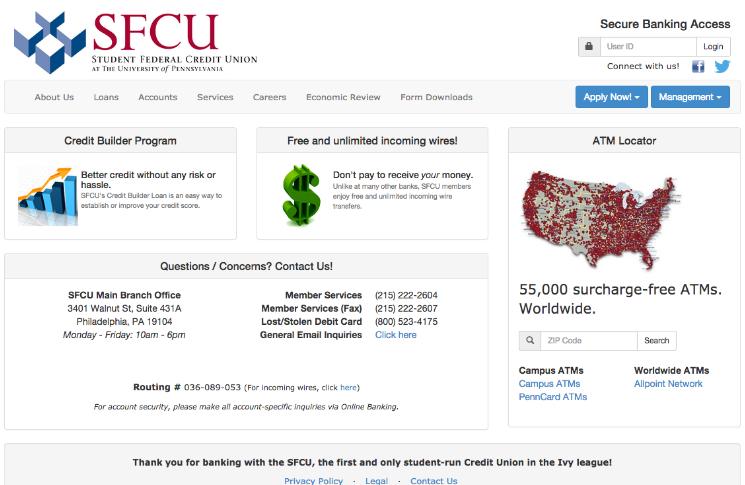 SFCU
STUDENT FEDERAL CREDIT UNION
AT THE UNIVERSITY OF PENNSYLVANIA
Secure Banking Access
User ID
Login
Connect with us!
About Us
Loans
Accounts
Services
Careers
Economic Review
Form Downloads
Apply Now!
Management
Credit Builder Program
Better credit without any risk or
hassle.
SFCU's Credit Builder Loan is an easy way to
establish or improve your credit score.
Free and unlimited incoming wires!
Don't pay to receive your money.
Unlike at many other banks, SFCU members
enjoy free and unlimited incoming wire
transfers.
ATM Locator
55,000 surcharge-free ATMs.
Worldwide.
ZIP Code
Search
Campus ATMs
Campus ATMs
PennCard ATMs
Worldwide ATMs
Allpoint Network
Questions / Concerns? Contact Us!
SFCU Main Branch Office
3401 Walnut St, Suite 431A
Philadelphia, PA 19104
Monday - Friday: 10am - 6pm
Member Services (215) 222-2604
Member Services (Fax) (215) 222-2607
Lost/Stolen Debit Card (800) 523-4175
General Email Inquiries Click here
Routing # 036-089-053 (For incoming wires, click here)
For account security, please make all account-specific inquiries via Online Banking.
Thank you for banking with the SFCU, the first and only student-run Credit Union in the Ivy league!
Privacy Policy · Legal · Contact Us